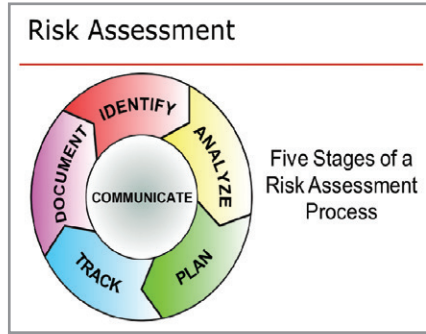 Risk Assessment
IDENTIFY
ANALYZE
PLAN
TRACK
DOCUMENT
COMMUNICATE
Five Stages of a
Risk Assessment
Process